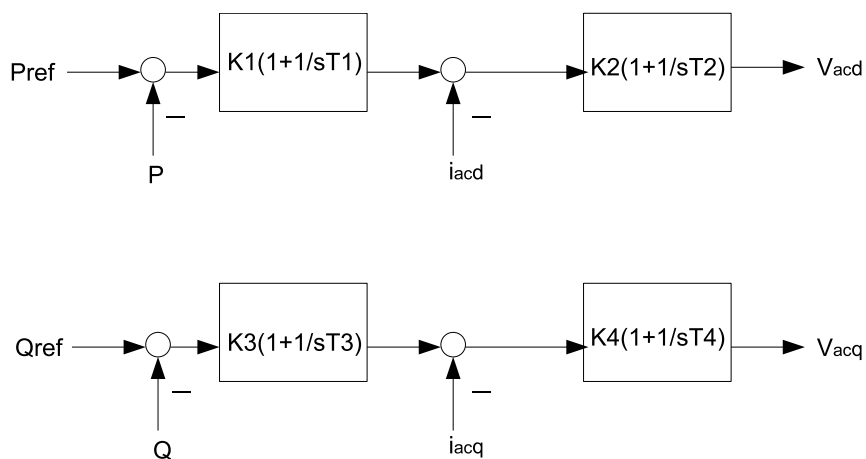 Pref
K1(1+1/sT1)
K2(1+1/sT2)
Vacd
P
iacd
Qref
K3(1+1/sT3)
K4(1+1/sT4)
Vacq
Q
iacq